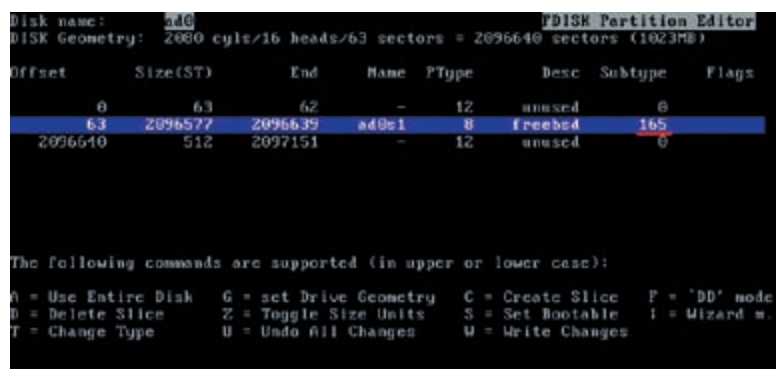 Disk name: ad0 FDISK Partition Editor
DISK Geometry: 2080 cyls/16 heads/63 sectors = 2096640 sectors (1023MB)
Offset Size(ST) End Name PType Desc Subtype Flags
0 63 62 - 12 unused 0
63 2096577 2096639 ad0s1 8 freebsd 165
2096640 512 2097151 - 12 unused 0
The following commands are supported (in upper or lower case):
A = Use Entire Disk G = set Drive Geometry C = Create Slice F = `DD' mode
D = Delete Slice Z = Toggle Size Units S = Set Bootable | = Wizard m.
T = Change Type U = Undo All Changes W = Write Changes